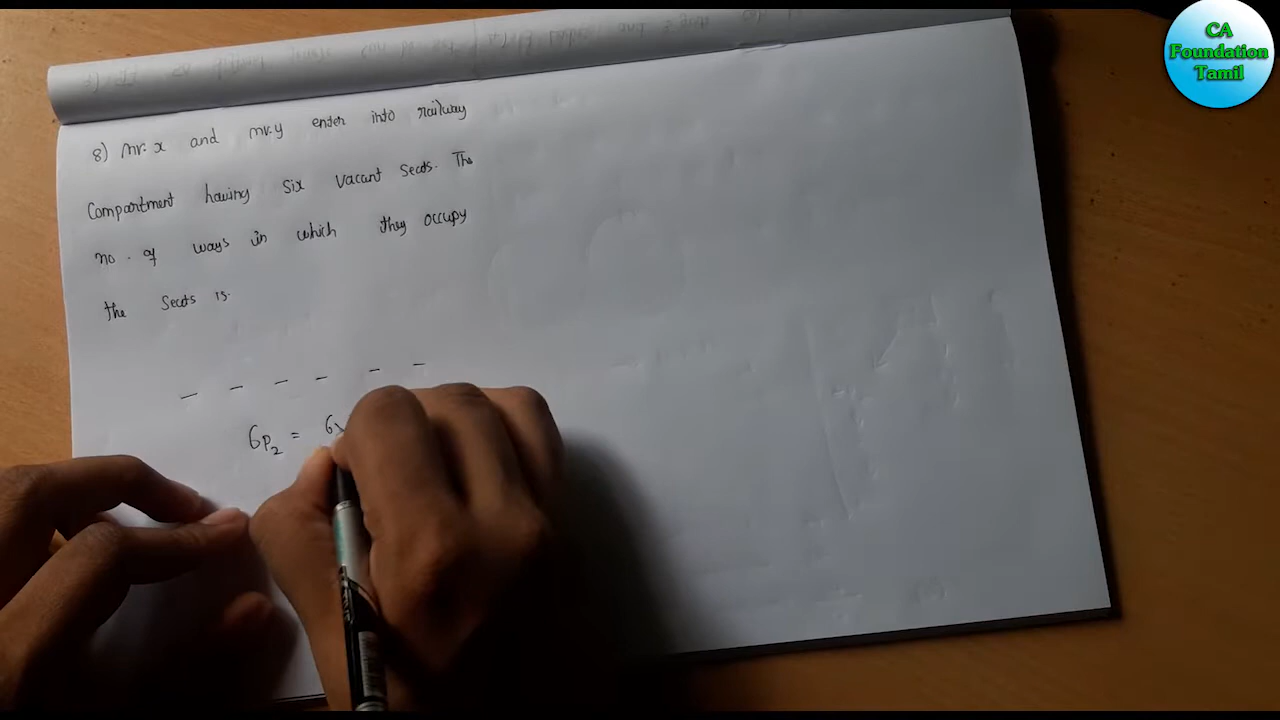 CA
Foundation
Tamil
8) Mr. x and Mr. y enter into railway
Compartment having Six Vacant Seats. The
no. of ways in which they occupy
the Seats is.
_ _ _ _ _ _
6P2 = 6x